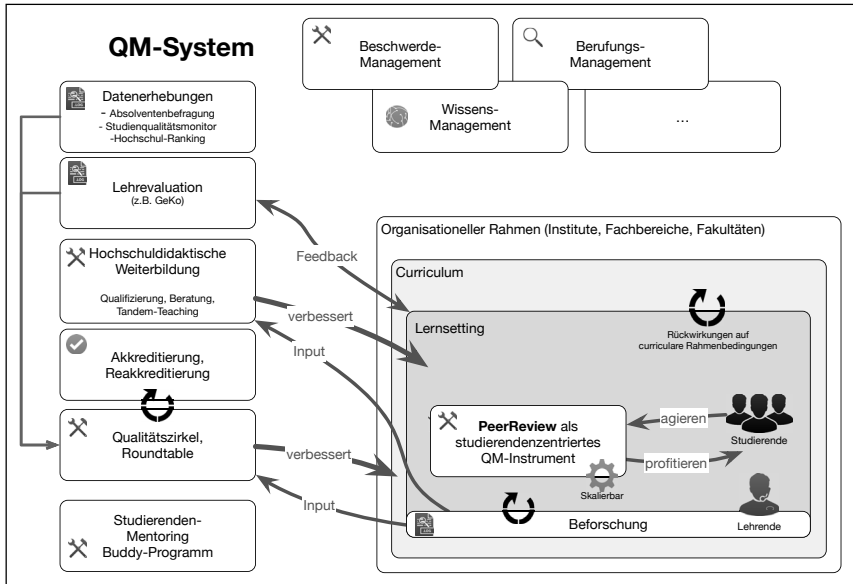 QM-System
Beschwerde-
Management
Berufungs-
Management
Wissens-
Management
...
Datenerhebungen
- Absolventenbefragung
- Studienqualitätsmonitor
-Hochschul-Ranking
Lehrevaluation
(z.B. GeKo)
Hochschuldidaktische
Weiterbildung
Qualifizierung, Beratung,
Tandem-Teaching
Akkreditierung,
Reakkreditierung
Qualitätszirkel,
Roundtable
Studierenden-
Mentoring
Buddy-Programm
Feedback
verbessert
Input
verbessert
Input
Organisationeller Rahmen (Institute, Fachbereiche, Fakultäten)
Curriculum
Lernsetting
Rückwirkungen auf
curriculare Rahmenbedingungen
PeerReview als
studierendenzentriertes
QM-Instrument
Skalierbar
agieren
profitieren
Studierende
Lehrende
Beforschung